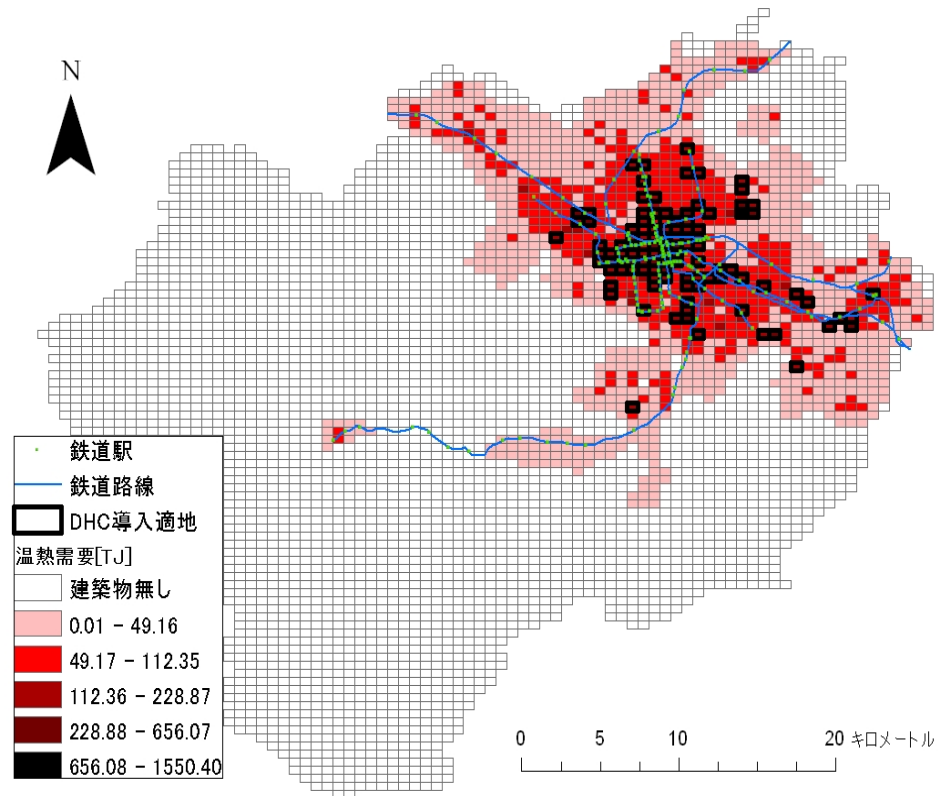 N
鉄道駅
鉄道路線
DHC導入適地
温熱需要[TJ]
建築物無し
0.01 - 49.16
49.17 - 112.35
112.36 - 228.87
228.88 - 656.07
656.08 - 1550.40
0 5 10 20 キロメートル